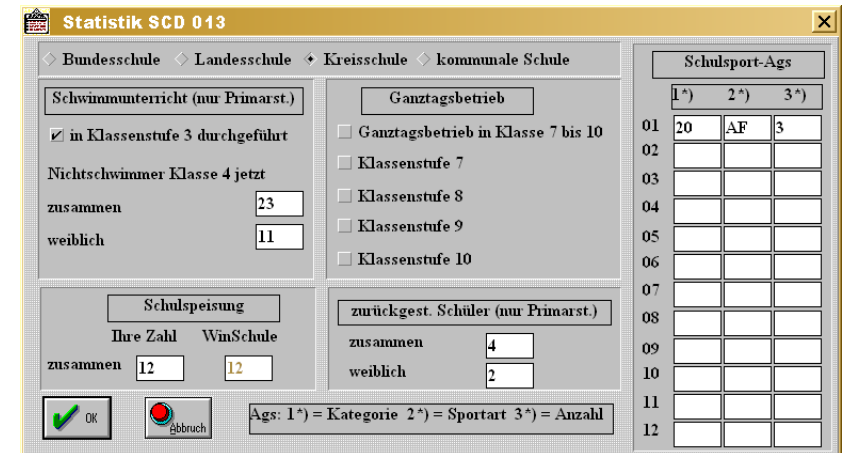 Statistik SCD 013
Bundesschule Landesschule Kreisschule kommunale Schule
Schwimmunterricht (nur Primarst.)
in Klassenstufe 3 durchgeführt
Nichtschwimmer Klasse 4 jetzt
zusammen 23
weiblich 11
Ganztagsbetrieb
Ganztagsbetrieb in Klasse 7 bis 10
Klassenstufe 7
Klassenstufe 8
Klassenstufe 9
Klassenstufe 10
Schulspeisung
Ihre Zahl WinSchule
zusammen 12 12
zurückgest. Schüler (nur Primarst.)
zusammen 4
weiblich 2
OK
Abbruch
Ags: 1*) = Kategorie 2*) = Sportart 3*) = Anzahl
Schulsport-Ags
1*) 2*) 3*)
01 20 AF 3
02
03
04
05
06
07
08
09
10
11
12